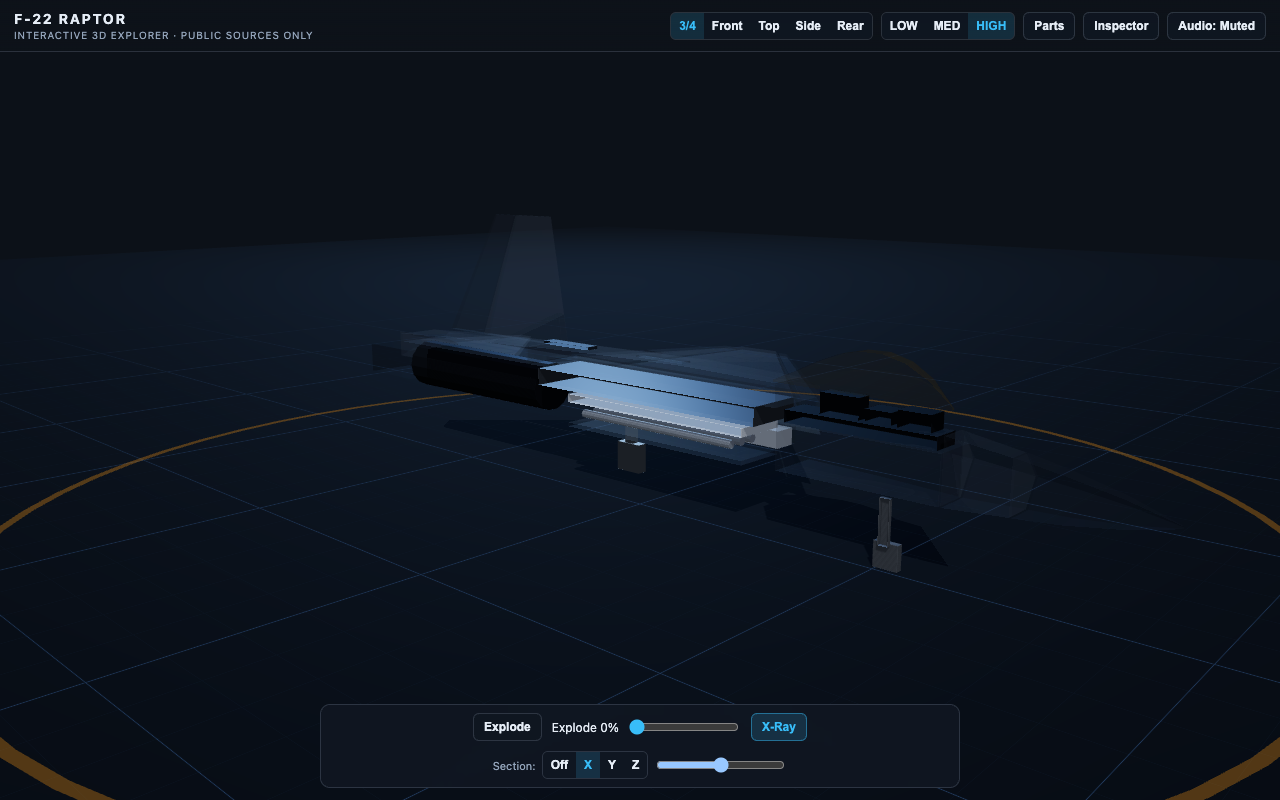 F-22 RAPTOR
INTERACTIVE 3D EXPLORER · PUBLIC SOURCES ONLY
3/4 Front Top Side Rear LOW MED HIGH Parts Inspector Audio: Muted
Explode Explode 0% X-Ray
Section: Off X Y Z